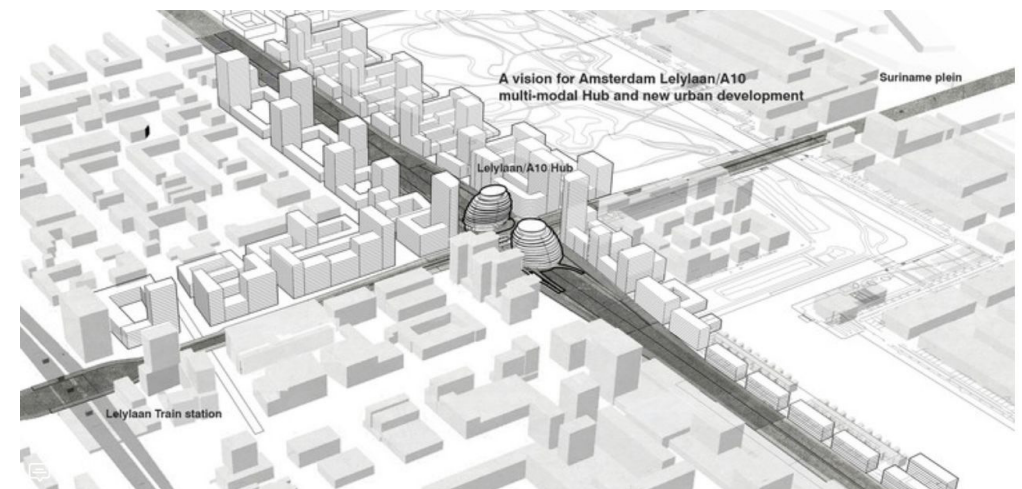 A vision for Amsterdam Lelylaan/A10
multi-modal Hub and new urban development
Suriname plein
Lelylaan/A10 Hub
Lelylaan Train station